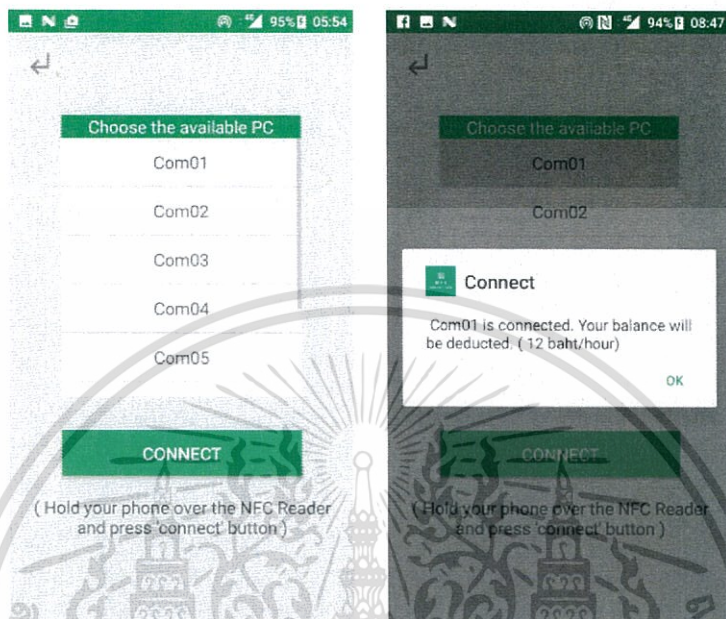 95% 05:54
Choose the available PC
Com01
Com02
Com03
Com04
Com05
CONNECT
( Hold your phone over the NFC Reader
and press 'connect' button )
94% 08:47
Choose the available PC
Com01
Com02
Connect
Com01 is connected. Your balance will
be deducted. ( 12 baht/hour)
OK
CONNECT
( Hold your phone over the NFC Reader
and press 'connect' button )